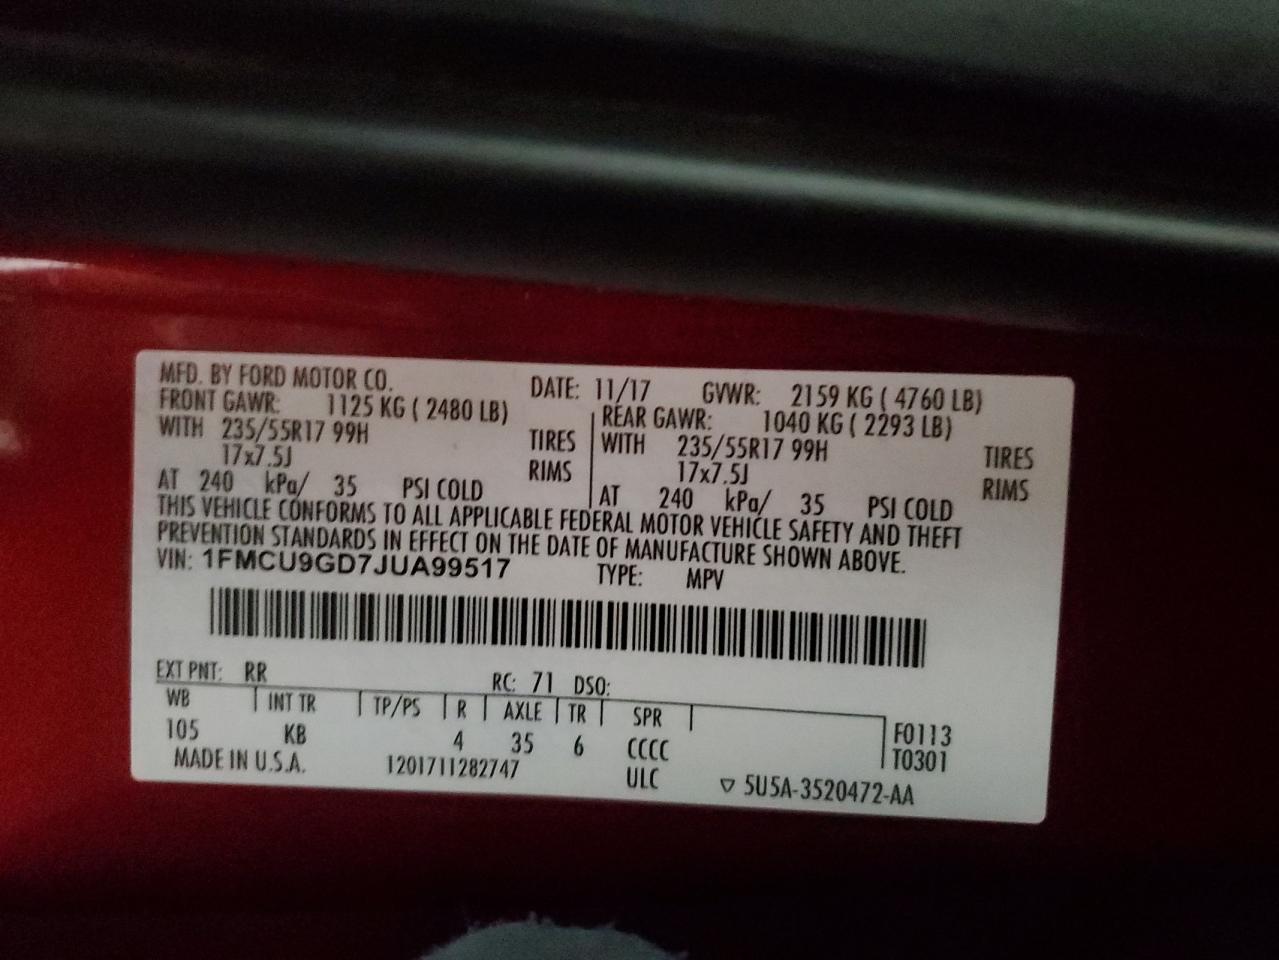 MFD. BY FORD MOTOR CO. DATE: 11/17 GVWR: 2159 KG ( 4760 LB)
FRONT GAWR: 1125 KG ( 2480 LB) REAR GAWR: 1040 KG ( 2293 LB)
WITH 235/55R17 99H TIRES WITH 235/55R17 99H TIRES
17x7.5J RIMS 17x7.5J RIMS
AT 240 kPa/ 35 PSI COLD AT 240 kPa/ 35 PSI COLD
THIS VEHICLE CONFORMS TO ALL APPLICABLE FEDERAL MOTOR VEHICLE SAFETY AND THEFT
PREVENTION STANDARDS IN EFFECT ON THE DATE OF MANUFACTURE SHOWN ABOVE.
VIN: 1FMCU9GD7JUA99517 TYPE: MPV
EXT PNT: RR RC: 71 DSO:
WB INT TR TP/PS R AXLE TR SPR F0113
105 KB 4 35 6 CCCC T0301
MADE IN U.S.A. 1201711282747 ULC ▽ 5U5A-3520472-AA